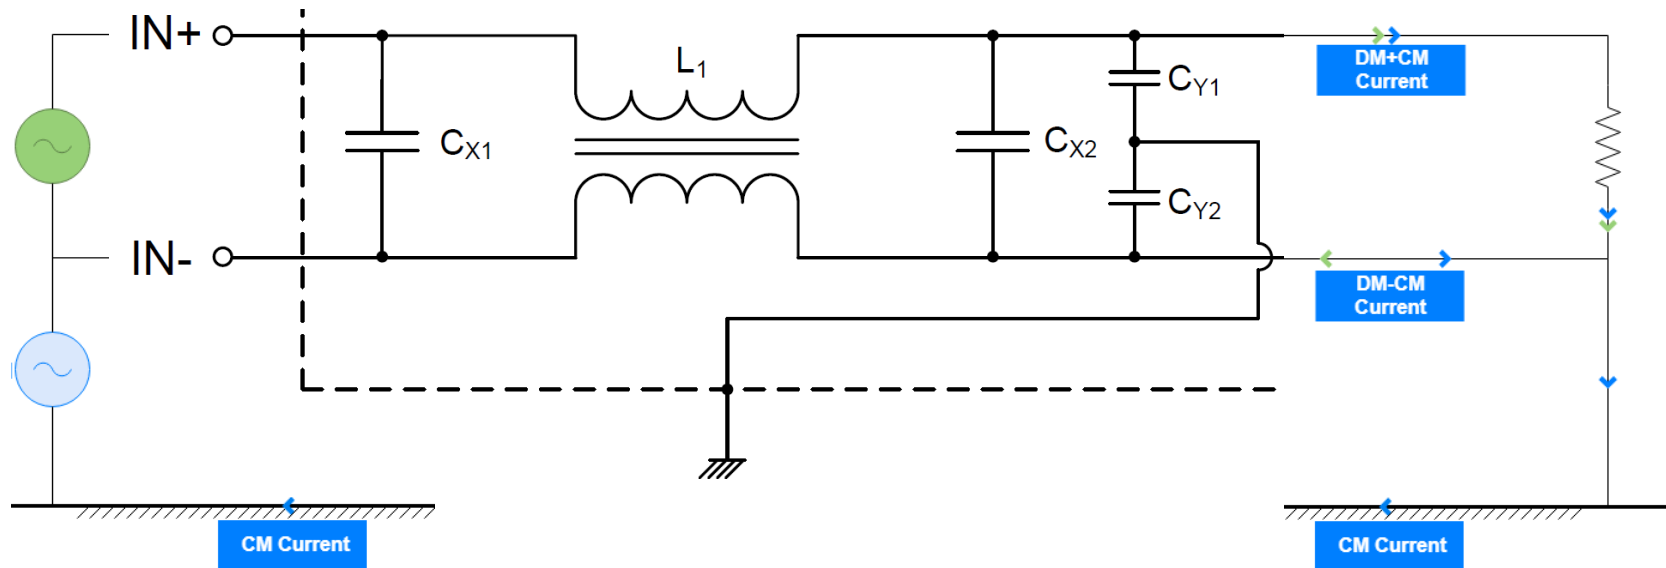 IN+
L1
CX1
CX2
CY1
CY2
DM+CM
Current
IN-
DM-CM
Current
CM Current
CM Current